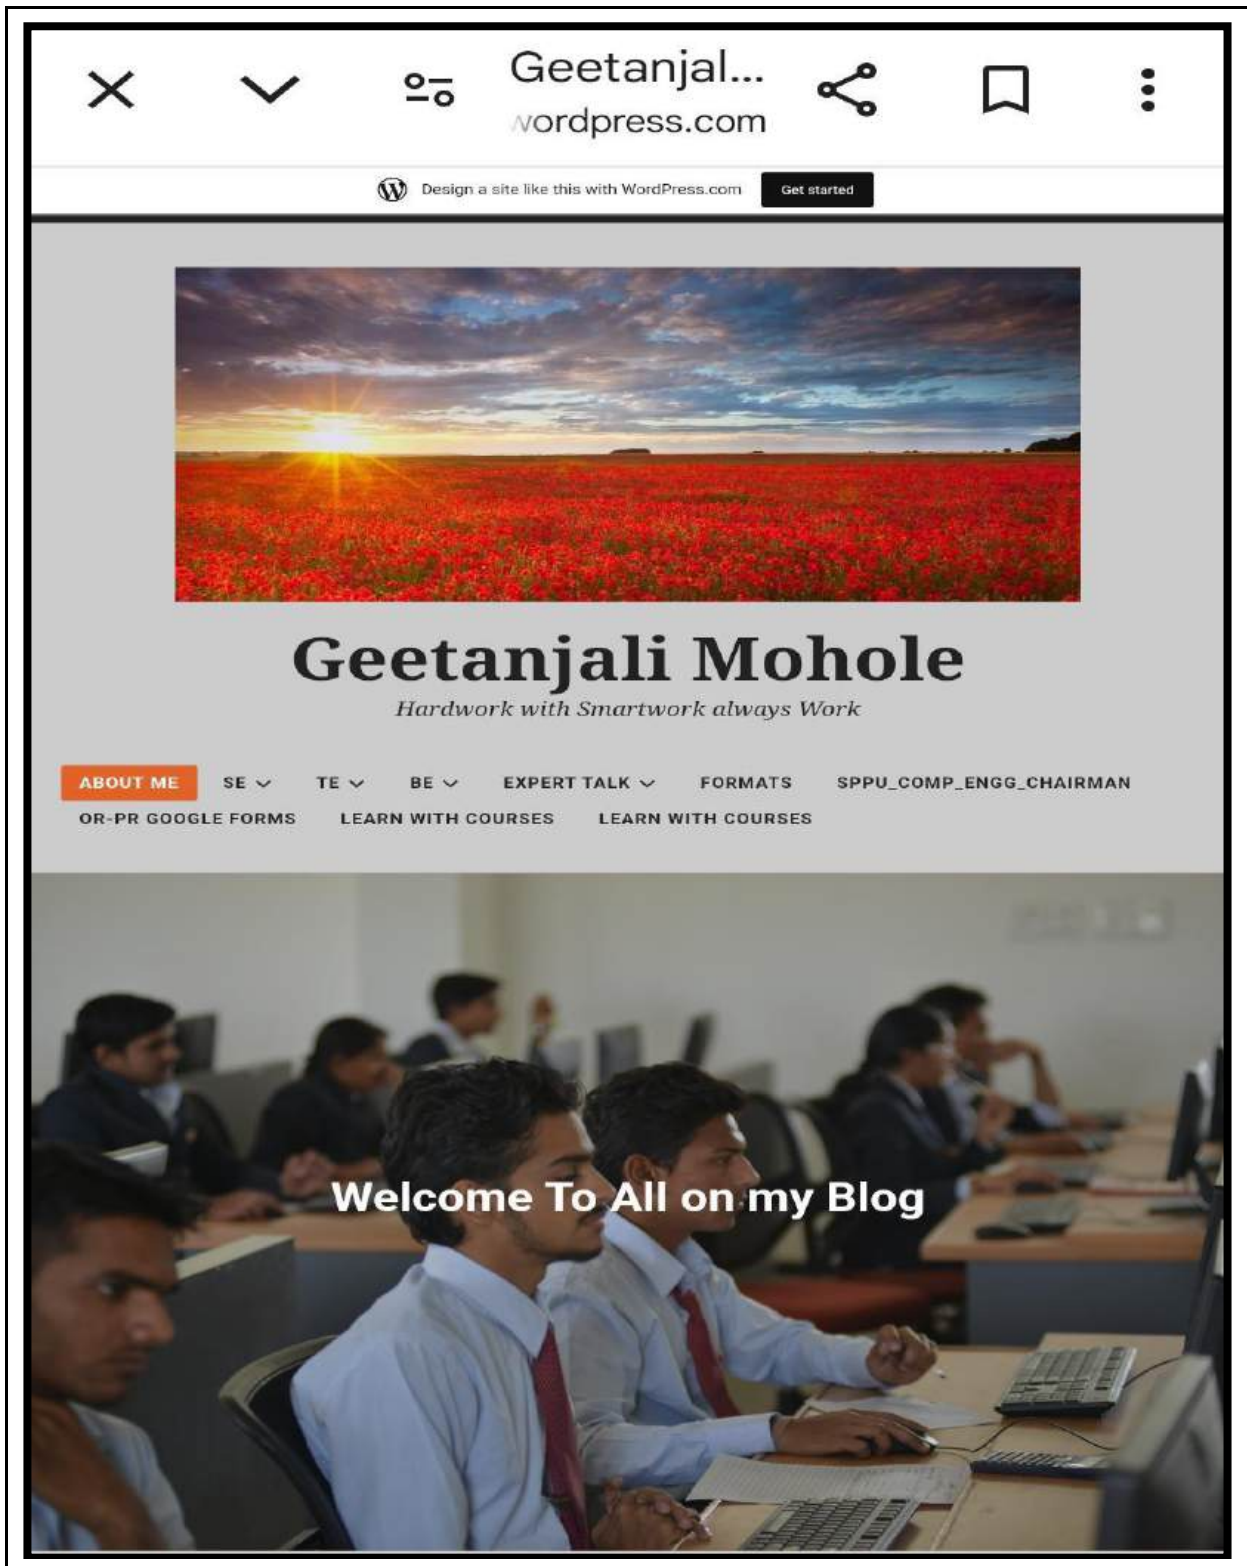 Geetanjal...
wordpress.com
Design a site like this with WordPress.com Get started
Geetanjali Mohole
Hardwork with Smartwork always Work
ABOUT ME SE TE BE EXPERT TALK FORMATS SPPU_COMP_ENGG_CHAIRMAN
OR-PR GOOGLE FORMS LEARN WITH COURSES LEARN WITH COURSES
Welcome To All on my Blog